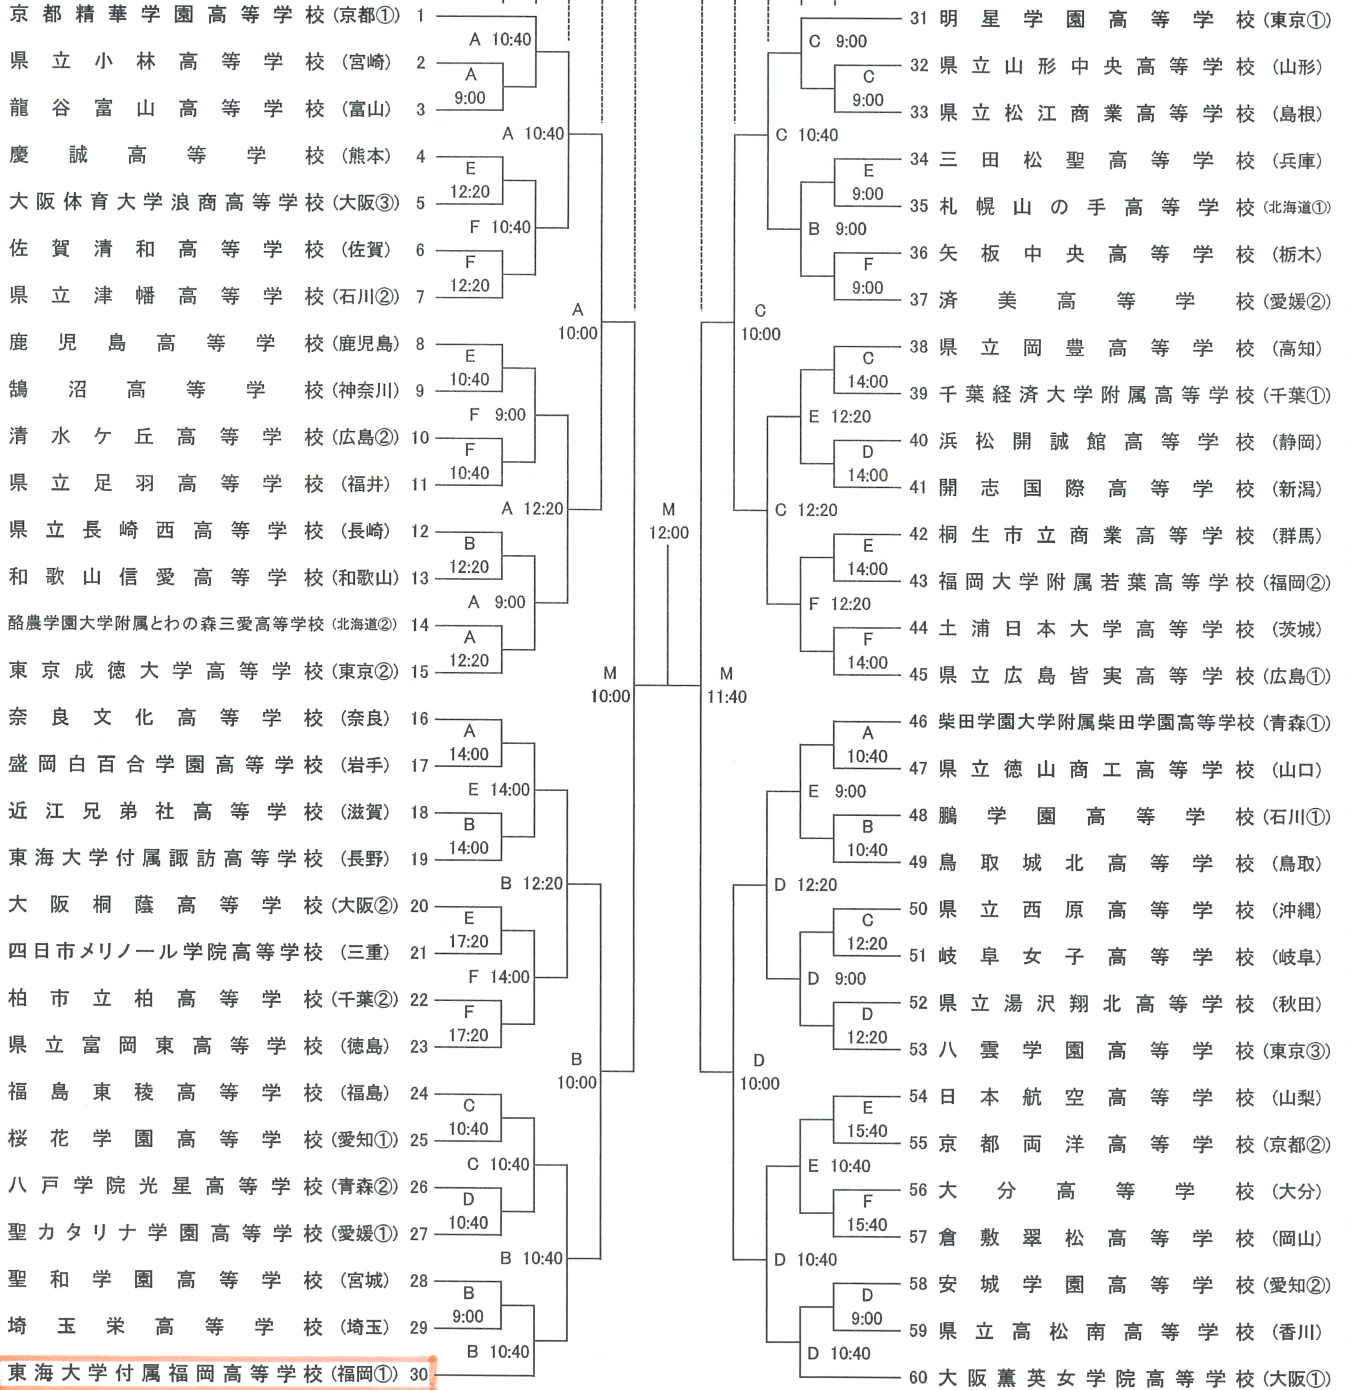 京都精華学園高等学校(京都①) 1
県立小林高等学校(宮崎) 2
龍谷富山高等学校(富山) 3
慶誠高等学校(熊本) 4
大阪体育大学浪商高等学校(大阪③) 5
佐賀清和高等学校(佐賀) 6
県立津幡高等学校(石川②) 7
鹿児島高等学校(鹿児島) 8
鵠沼高等学校(神奈川) 9
清水ケ丘高等学校(広島②) 10
県立足羽高等学校(福井) 11
県立長崎西高等学校(長崎) 12
和歌山信愛高等学校(和歌山) 13
酪農学園大学附属とわの森三愛高等学校(北海道②) 14
東京成徳大学高等学校(東京②) 15
奈良文化高等学校(奈良) 16
盛岡白百合学園高等学校(岩手) 17
近江兄弟社高等学校(滋賀) 18
東海大学付属諏訪高等学校(長野) 19
大阪桐蔭高等学校(大阪②) 20
四日市メリノール学院高等学校(三重) 21
柏市立柏高等学校(千葉②) 22
県立富岡東高等学校(徳島) 23
福島東稜高等学校(福島) 24
桜花学園高等学校(愛知①) 25
八戸学院光星高等学校(青森②) 26
聖カタリナ学園高等学校(愛媛①) 27
聖和学園高等学校(宮城) 28
埼玉栄高等学校(埼玉) 29
東海大学付属福岡高等学校(福岡①) 30
A 10:40
A
9:00
A 10:40
E
12:20
F 10:40
F
12:20
A
10:00
E
10:40
F 9:00
F
10:40
A 12:20
B
12:20
A 9:00
A
12:20
M
10:00
A
14:00
E 14:00
B
14:00
B 12:20
E
17:20
F 14:00
F
17:20
B
10:00
C
10:40
C 10:40
D
10:40
B 10:40
B
9:00
B 10:40
M
12:00
M
11:40
C 9:00
C
9:00
C 10:40
E
9:00
B 9:00
F
9:00
C
10:00
C
14:00
E 12:20
D
14:00
C 12:20
E
14:00
F 12:20
F
14:00
A
10:40
E 9:00
B
10:40
D 12:20
C
12:20
D 9:00
D
12:20
D
10:00
E
15:40
E 10:40
F
15:40
D 10:40
D
9:00
D 10:40
31 明星学園高等学校(東京①)
32 県立山形中央高等学校(山形)
33 県立松江商業高等学校(島根)
34 三田松聖高等学校(兵庫)
35 札幌山の手高等学校(北海道①)
36 矢板中央高等学校(栃木)
37 済美高等学校(愛媛②)
38 県立岡豊高等学校(高知)
39 千葉経済大学附属高等学校(千葉①)
40 浜松開誠館高等学校(静岡)
41 開志国際高等学校(新潟)
42 桐生市立商業高等学校(群馬)
43 福岡大学附属若葉高等学校(福岡②)
44 土浦日本大学高等学校(茨城)
45 県立広島皆実高等学校(広島①)
46 柴田学園大学附属柴田学園高等学校(青森①)
47 県立徳山商工高等学校(山口)
48 鵬学園高等学校(石川①)
49 鳥取城北高等学校(鳥取)
50 県立西原高等学校(沖縄)
51 岐阜女子高等学校(岐阜)
52 県立湯沢翔北高等学校(秋田)
53 八雲学園高等学校(東京③)
54 日本航空高等学校(山梨)
55 京都両洋高等学校(京都②)
56 大分高等学校(大分)
57 倉敷翠松高等学校(岡山)
58 安城学園高等学校(愛知②)
59 県立高松南高等学校(香川)
60 大阪薫英女学院高等学校(大阪①)